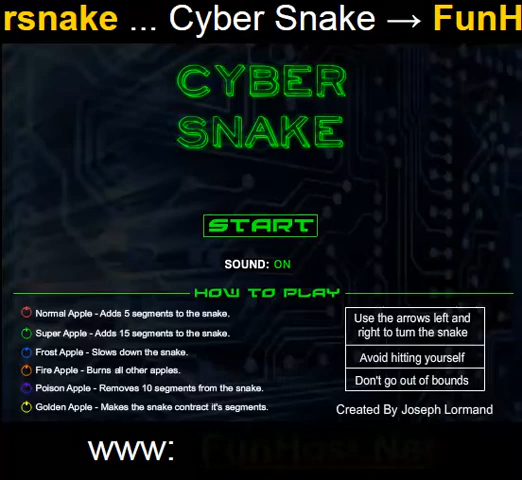 rsnake ... Cyber Snake → FunH
CYBER
SNAKE
START
SOUND: ON
HOW TO PLAY
Normal Apple - Adds 5 segments to the snake.
Super Apple - Adds 15 segments to the snake.
Frost Apple - Slows down the snake.
Fire Apple - Burns all other apples.
Poison Apple - Removes 10 segments from the snake.
Golden Apple - Makes the snake contract it's segments.
Use the arrows left and
right to turn the snake
Avoid hitting yourself
Don't go out of bounds
Created By Joseph Lormand
www: FunHost.Net